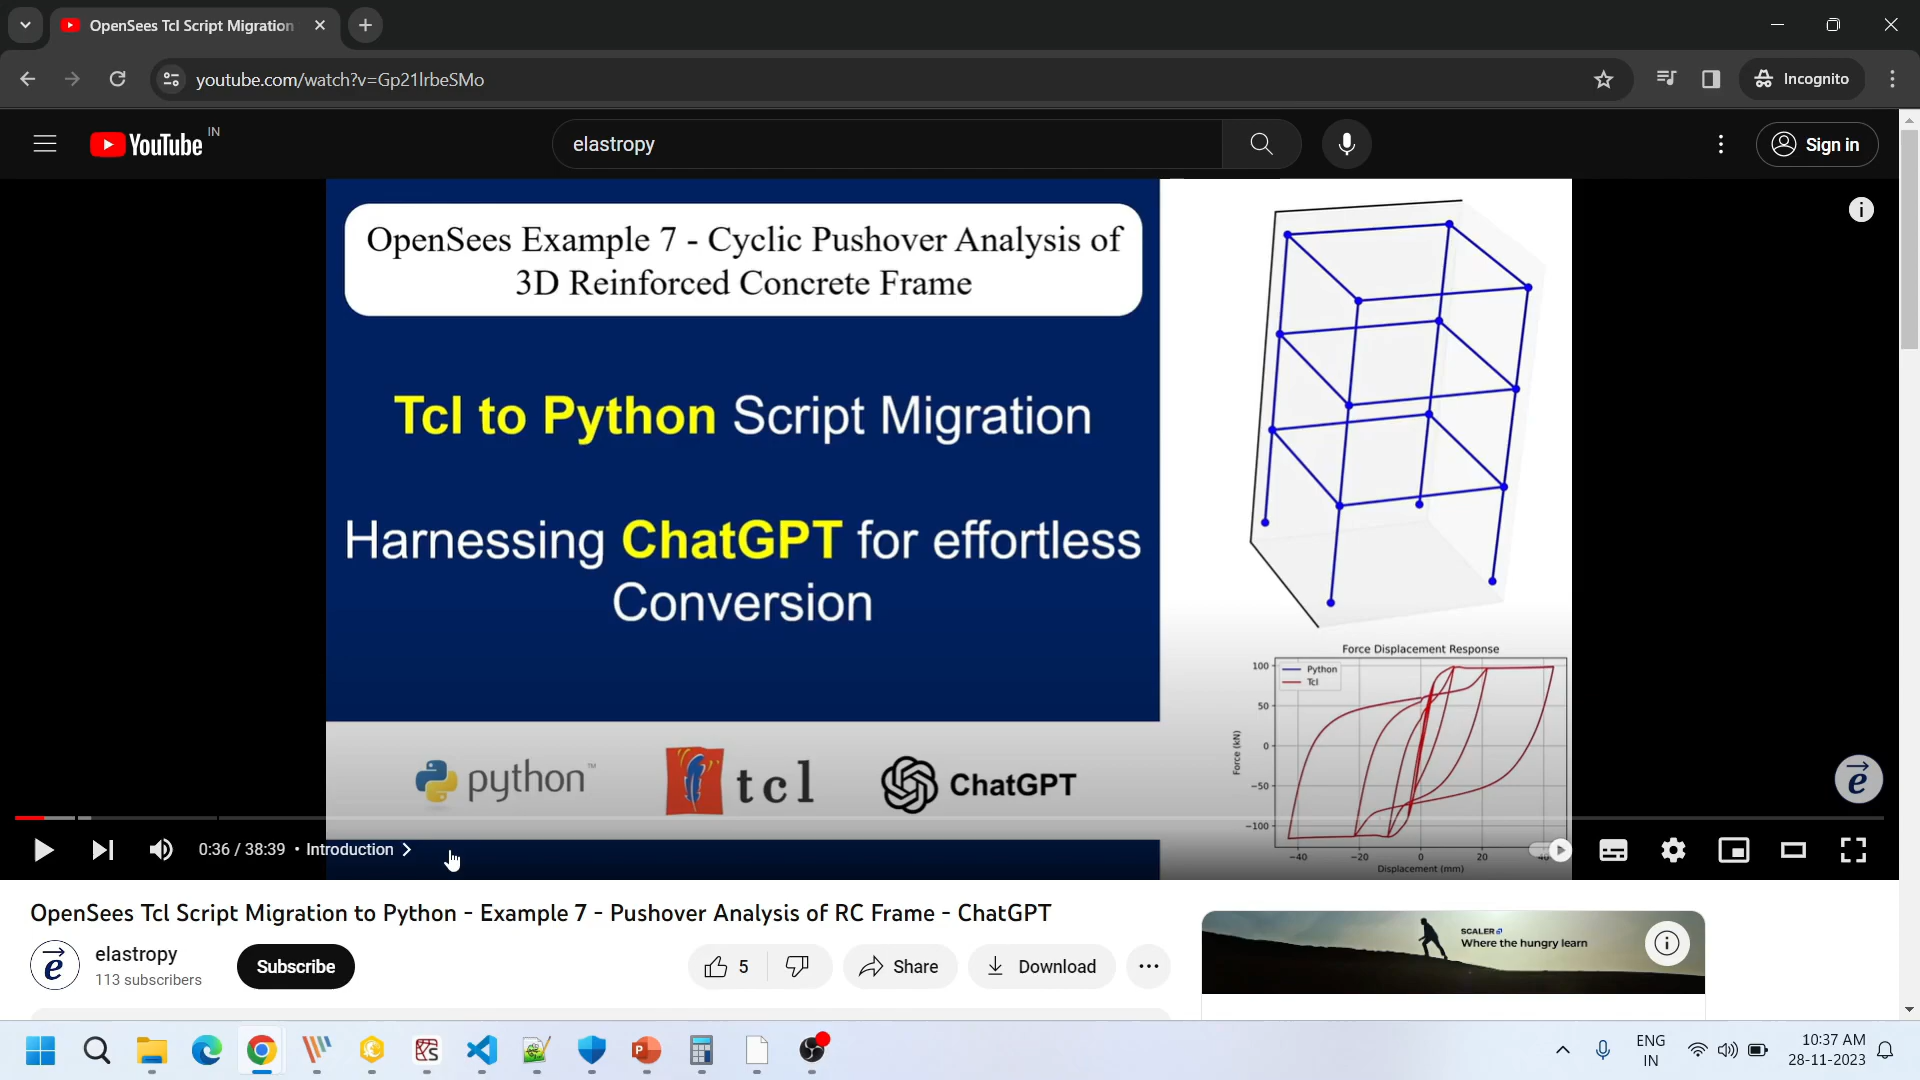 OpenSees Tcl Script Migration
youtube.com/watch?v=Gp21lrbeSMo
Incognito
YouTube IN
elastropy
Sign in
OpenSees Example 7 - Cyclic Pushover Analysis of
3D Reinforced Concrete Frame
Tcl to Python Script Migration
Harnessing ChatGPT for effortless
Conversion
python™
tcl
ChatGPT
Force Displacement Response
Python
Tcl
100
50
0
−50
−100
Force (kN)
−40
−20
0
20
40
Displacement (mm)
e
0:36 / 38:39 • Introduction
OpenSees Tcl Script Migration to Python - Example 7 - Pushover Analysis of RC Frame - ChatGPT
e
elastropy
113 subscribers
Subscribe
5
Share
Download
SCALER
Where the hungry learn
ENG
IN
10:37 AM
28-11-2023